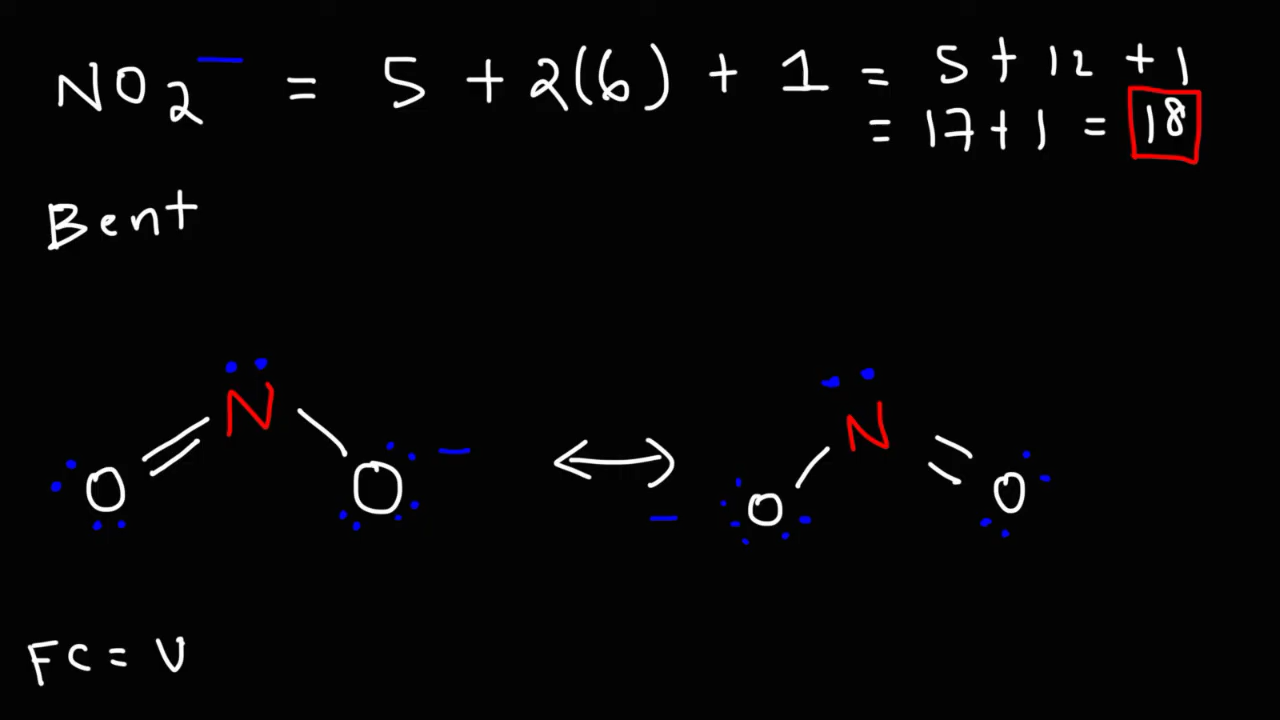 NO₂⁻ = 5 + 2(6) + 1 = 5 + 12 + 1
= 17 + 1 = 18
Bent
N N
O O ⁻ ⟷ ⁻ O O
FC = V